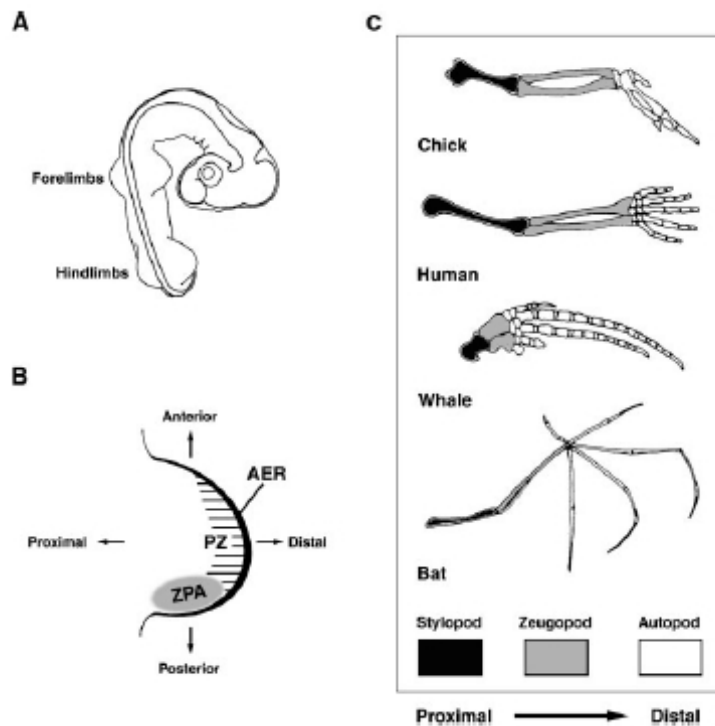 A
Forelimbs
Hindlimbs
B
Anterior
AER
Proximal
PZ
Distal
ZPA
Posterior
C
Chick
Human
Whale
Bat
Stylopod Zeugopod Autopod
Proximal Distal